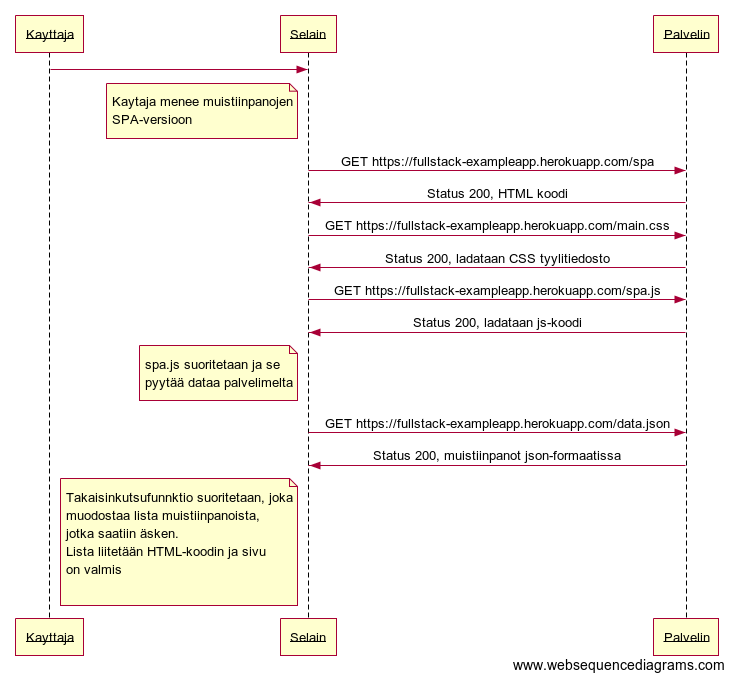 Kayttaja
Selain
Palvelin
Kaytaja menee muistiinpanojen
SPA-versioon
GET https://fullstack-exampleapp.herokuapp.com/spa
Status 200, HTML koodi
GET https://fullstack-exampleapp.herokuapp.com/main.css
Status 200, ladataan CSS tyylitiedosto
GET https://fullstack-exampleapp.herokuapp.com/spa.js
Status 200, ladataan js-koodi
spa.js suoritetaan ja se
pyytää dataa palvelimelta
GET https://fullstack-exampleapp.herokuapp.com/data.json
Status 200, muistiinpanot json-formaatissa
Takaisinkutsufunnktio suoritetaan, joka
muodostaa lista muistiinpanoista,
jotka saatiin äsken.
Lista liitetään HTML-koodin ja sivu
on valmis
Kayttaja
Selain
Palvelin
www.websequencediagrams.com